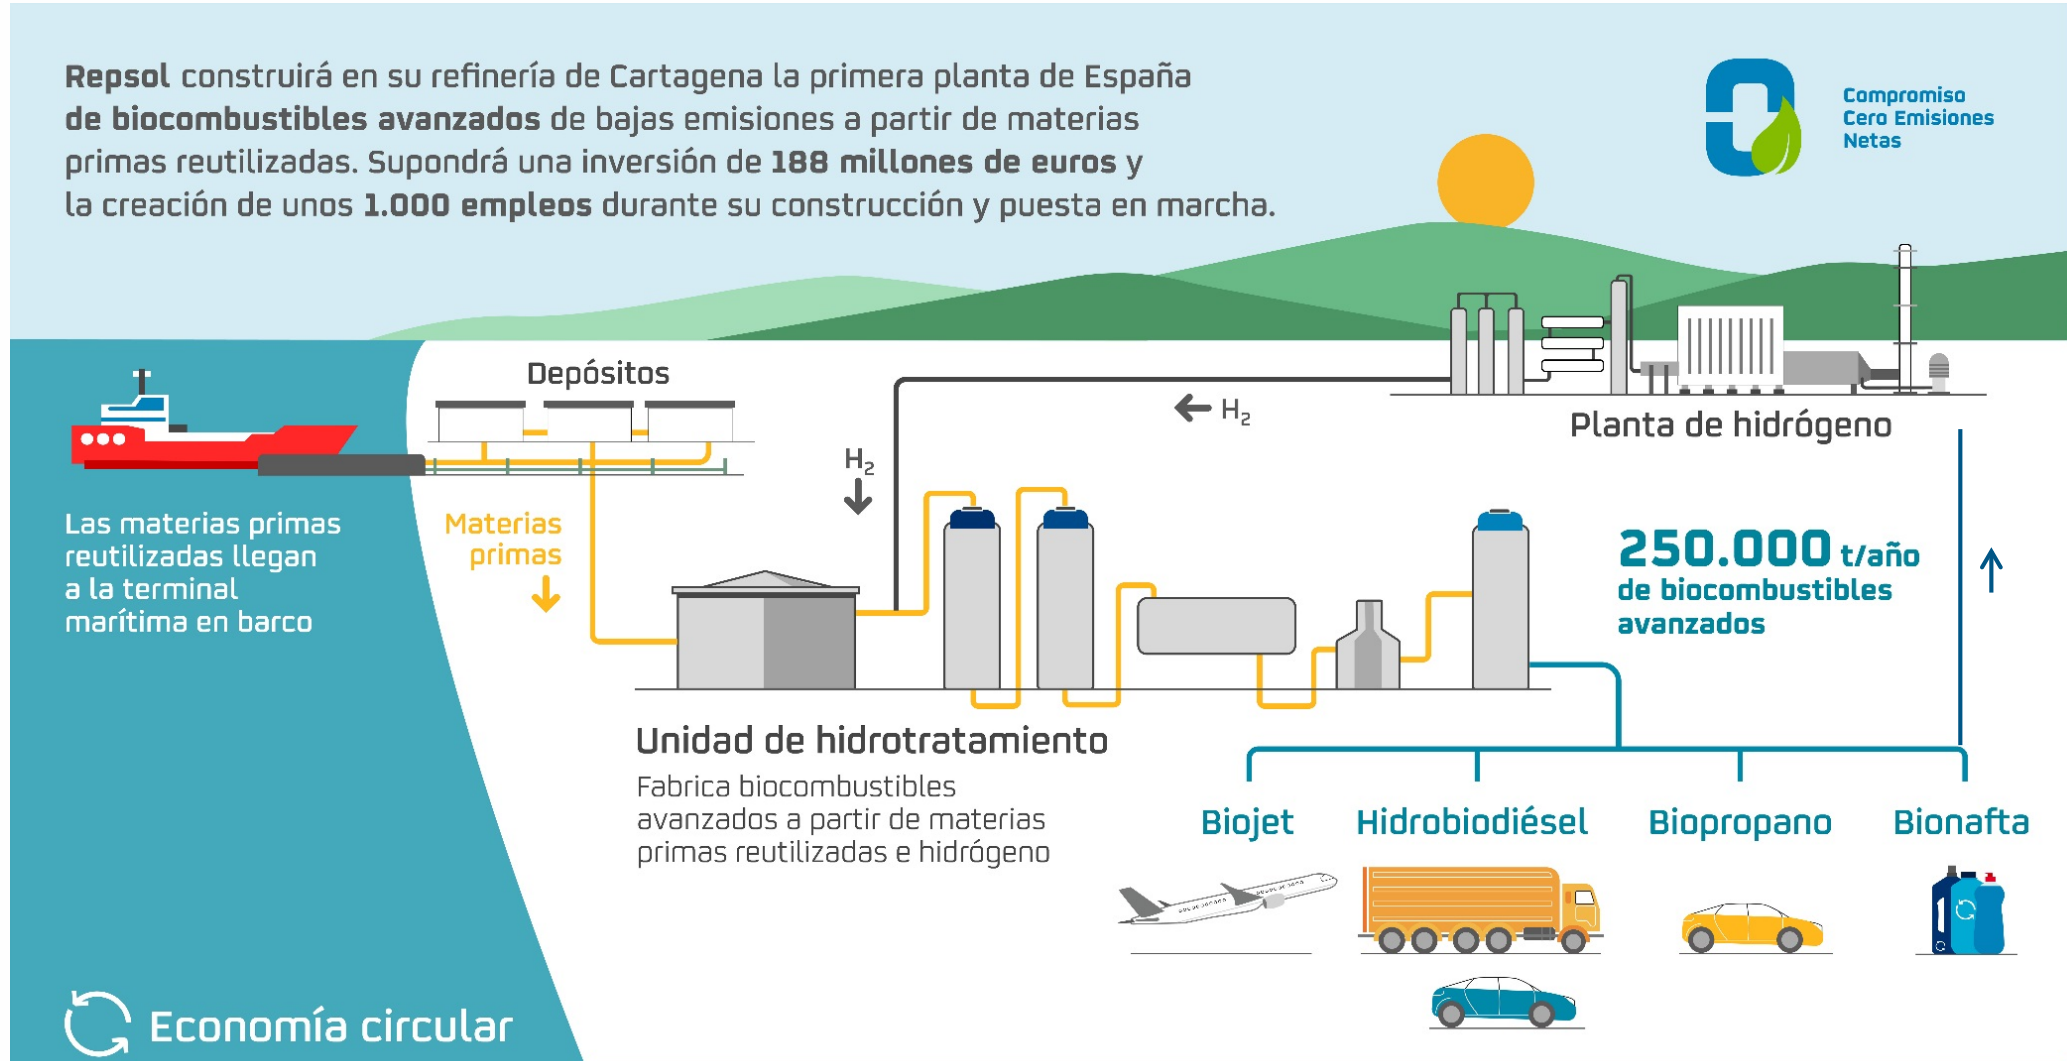 Repsol construirá en su refinería de Cartagena la primera planta de España
de biocombustibles avanzados de bajas emisiones a partir de materias
primas reutilizadas. Supondrá una inversión de 188 millones de euros y
la creación de unos 1.000 empleos durante su construcción y puesta en marcha.
Compromiso
Cero Emisiones
Netas
Depósitos
H2
Planta de hidrógeno
H2
Las materias primas
reutilizadas llegan
a la terminal
marítima en barco
Materias
primas
250.000 t/año
de biocombustibles
avanzados
Unidad de hidrotratamiento
Fabrica biocombustibles
avanzados a partir de materias
primas reutilizadas e hidrógeno
Biojet
Hidrobiodiésel
Biopropano
Bionafta
Economía circular